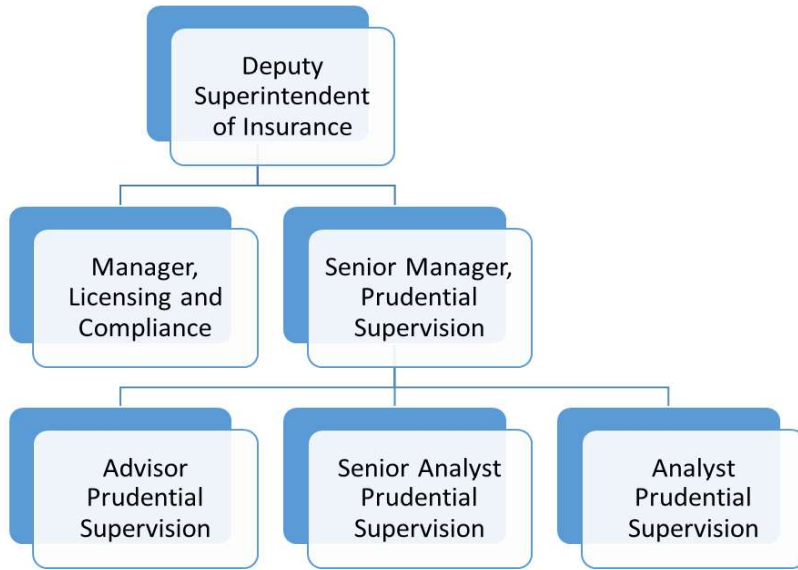 Deputy
Superintendent
of Insurance
Manager,
Licensing and
Compliance
Senior Manager,
Prudential
Supervision
Advisor
Prudential
Supervision
Senior Analyst
Prudential
Supervision
Analyst
Prudential
Supervision